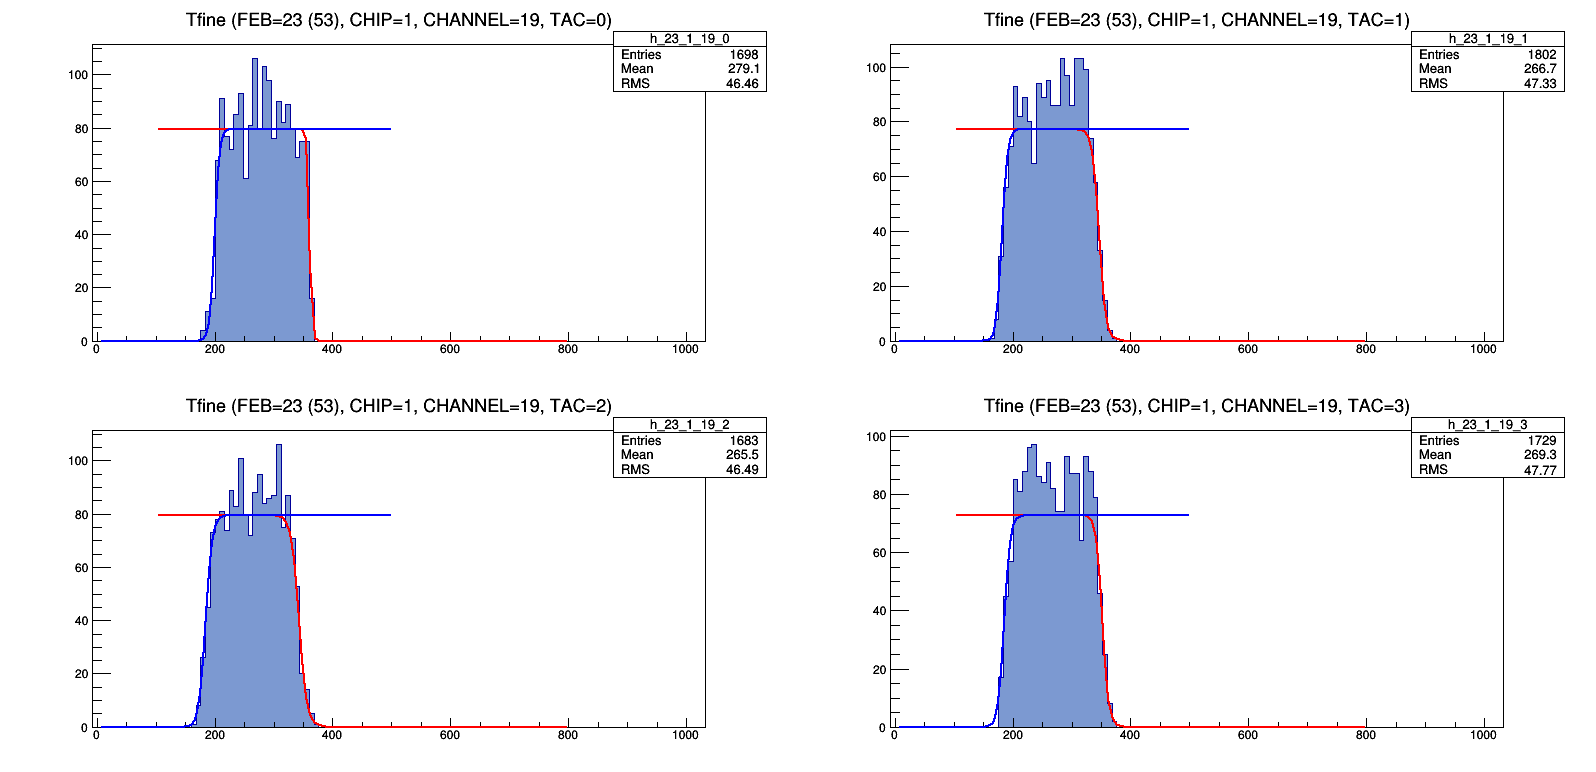 Tfine (FEB=23 (53), CHIP=1, CHANNEL=19, TAC=0)
h_23_1_19_0
Entries 1698
Mean 279.1
RMS 46.46
100
80
60
40
20
0
0 200 400 600 800 1000
Tfine (FEB=23 (53), CHIP=1, CHANNEL=19, TAC=1)
h_23_1_19_1
Entries 1802
Mean 266.7
RMS 47.33
100
80
60
40
20
0
0 200 400 600 800 1000
Tfine (FEB=23 (53), CHIP=1, CHANNEL=19, TAC=2)
h_23_1_19_2
Entries 1683
Mean 265.5
RMS 46.49
100
80
60
40
20
0
0 200 400 600 800 1000
Tfine (FEB=23 (53), CHIP=1, CHANNEL=19, TAC=3)
h_23_1_19_3
Entries 1729
Mean 269.3
RMS 47.77
100
80
60
40
20
0
0 200 400 600 800 1000